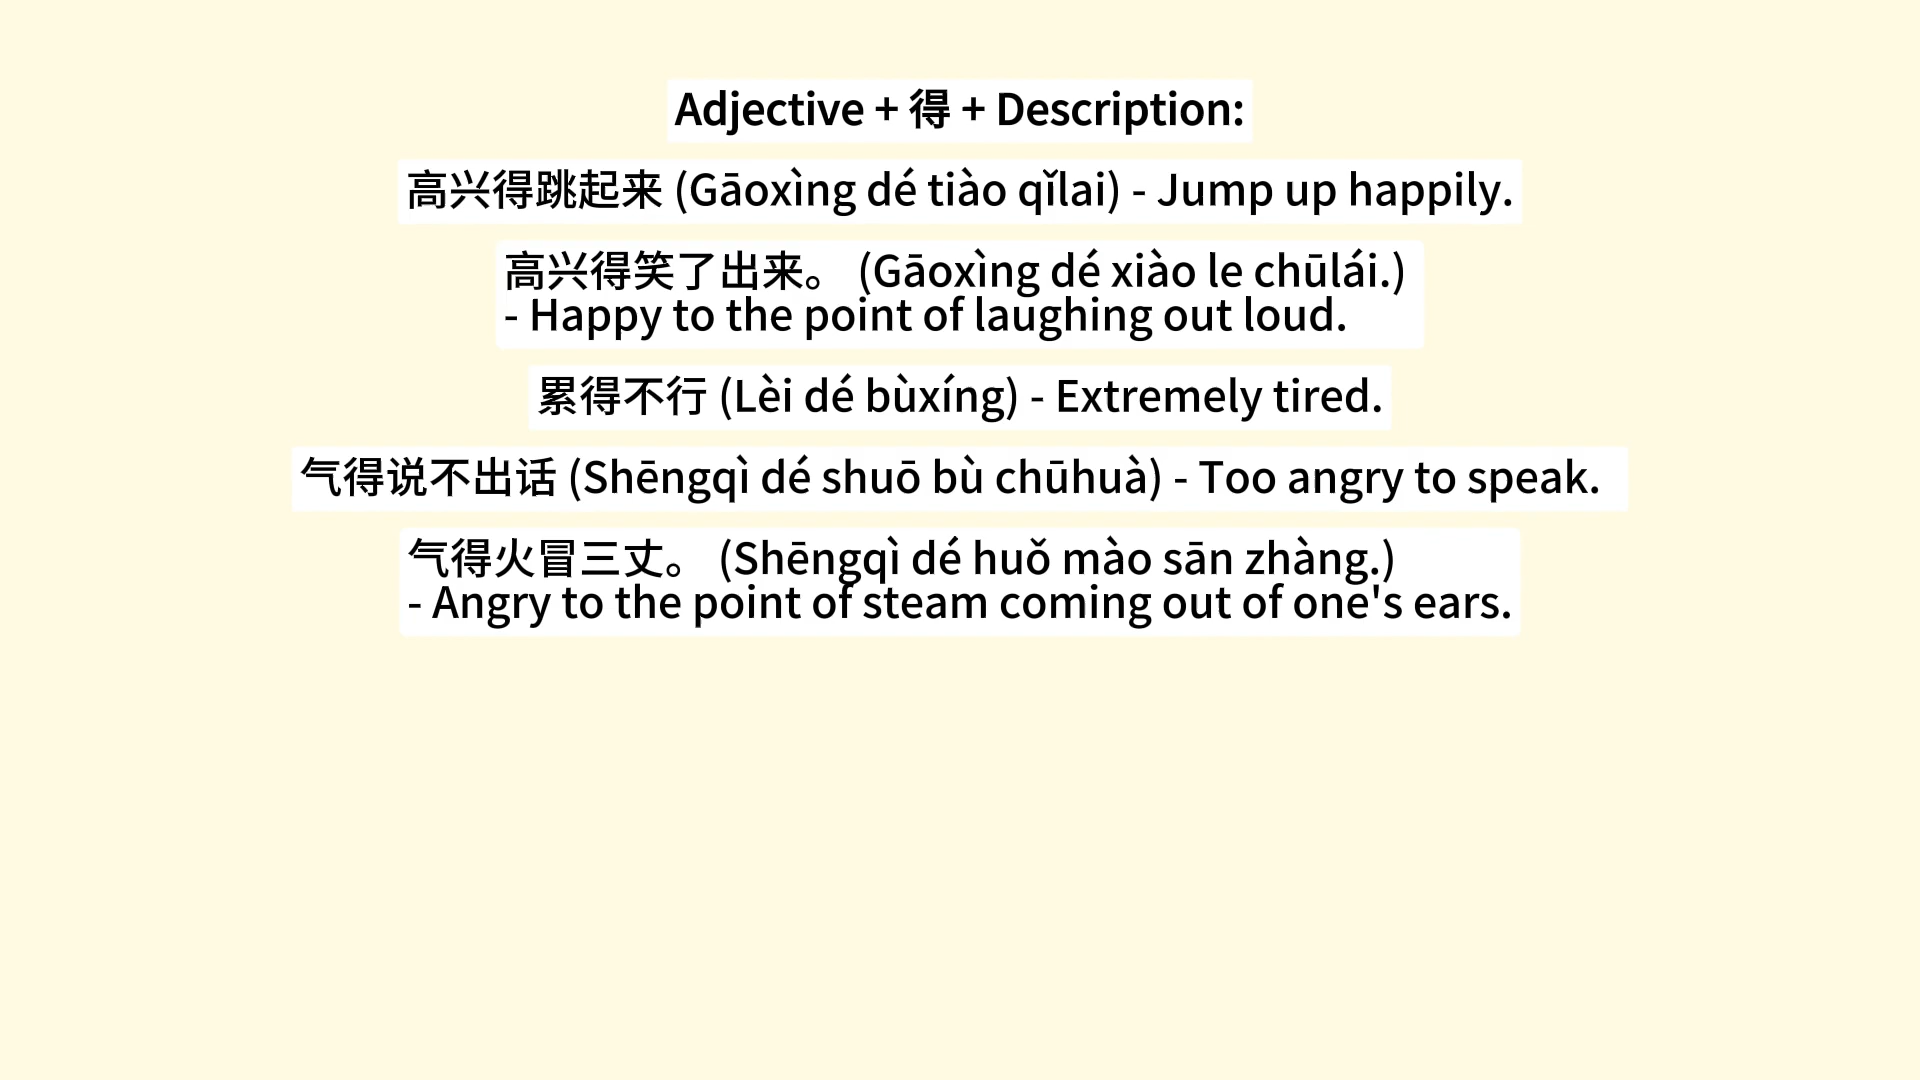 Adjective + 得 + Description:
高兴得跳起来 (Gāoxìng dé tiào qǐlai) - Jump up happily.
高兴得笑了出来。 (Gāoxìng dé xiào le chūlái.)
- Happy to the point of laughing out loud.
累得不行 (Lèi dé bùxíng) - Extremely tired.
气得说不出话 (Shēngqì dé shuō bù chūhuà) - Too angry to speak.
气得火冒三丈。 (Shēngqì dé huǒ mào sān zhàng.)
- Angry to the point of steam coming out of one's ears.